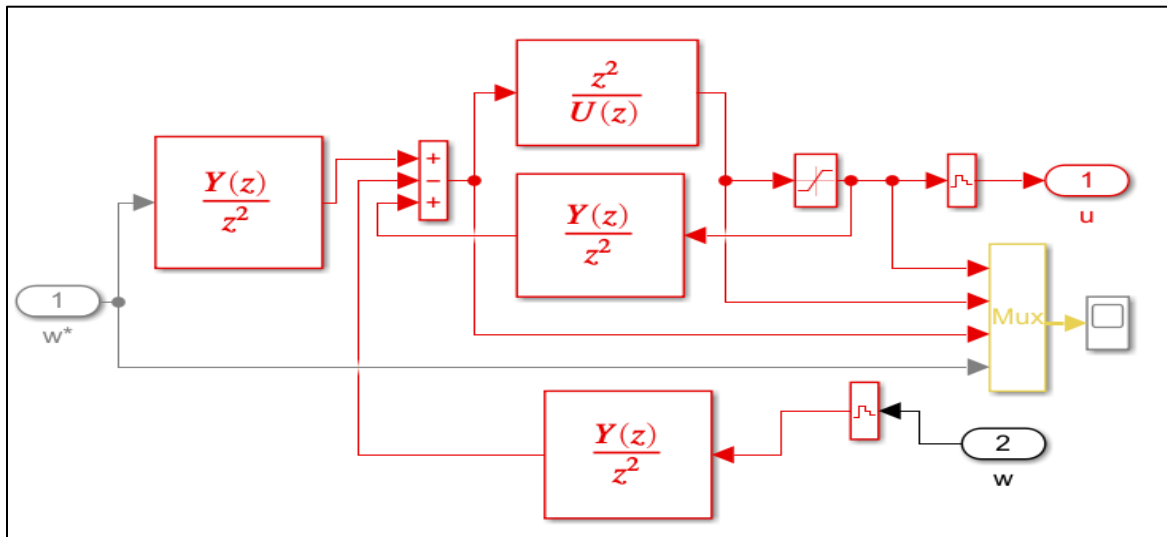 z²
U(z)
Y(z)
z²
+
−
+
Y(z)
z²
1
u
1
w*
Mux
Y(z)
z²
2
w